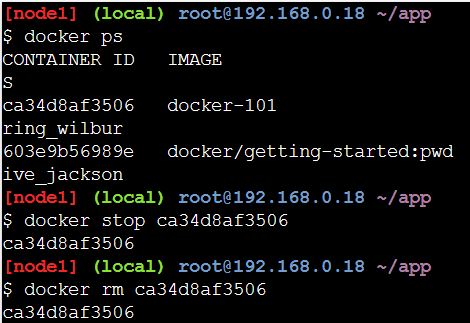 [node1] (local) root@192.168.0.18 ~/app
$ docker ps
CONTAINER ID   IMAGE
S
ca34d8af3506   docker-101
ring_wilbur
603e9b56989e   docker/getting-started:pwd
ive_jackson
[node1] (local) root@192.168.0.18 ~/app
$ docker stop ca34d8af3506
ca34d8af3506
[node1] (local) root@192.168.0.18 ~/app
$ docker rm ca34d8af3506
ca34d8af3506